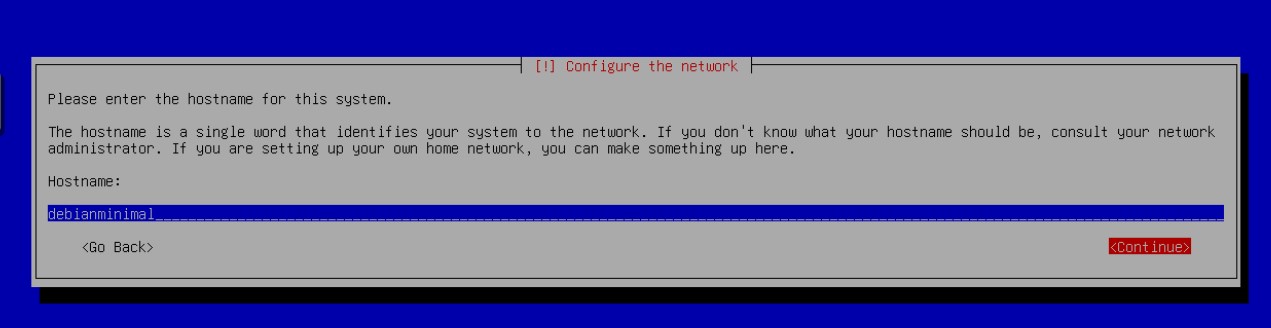 [!] Configure the network
Please enter the hostname for this system.
The hostname is a single word that identifies your system to the network. If you don't know what your hostname should be, consult your network
administrator. If you are setting up your own home network, you can make something up here.
Hostname:
debianminimal
<Go Back> <Continue>